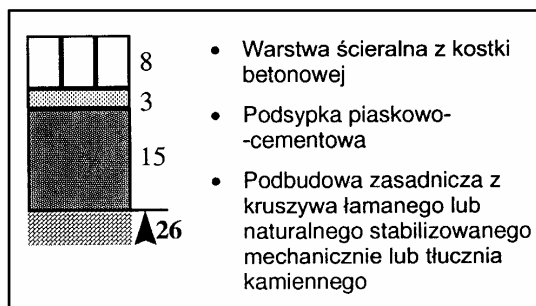 8
3
15
26
• Warstwa ścieralna z kostki
betonowej
• Podsypka piaskowo-
-cementowa
• Podbudowa zasadnicza z
kruszywa łamanego lub
naturalnego stabilizowanego
mechanicznie lub tłucznia
kamiennego